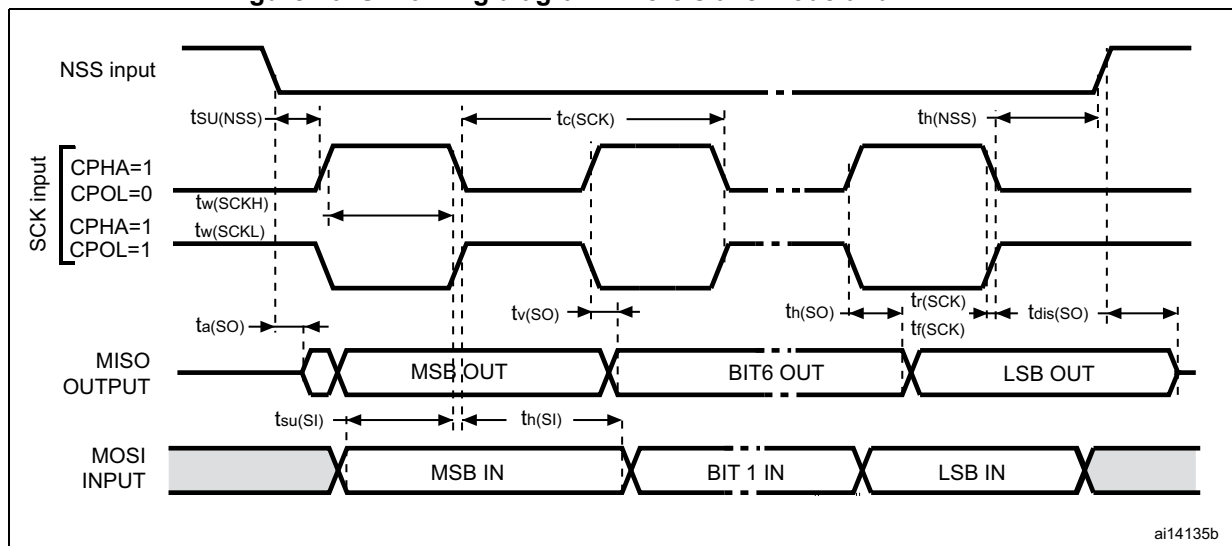 NSS input
tSU(NSS)
tc(SCK)
th(NSS)
SCK input
CPHA=1
CPOL=0
tw(SCKH)
CPHA=1
tw(SCKL)
CPOL=1
ta(SO)
tv(SO)
th(SO)
tr(SCK)
tf(SCK)
tdis(SO)
MISO
OUTPUT
MSB OUT
BIT6 OUT
LSB OUT
tsu(SI)
th(SI)
MOSI
INPUT
MSB IN
BIT 1 IN
LSB IN
ai14135b